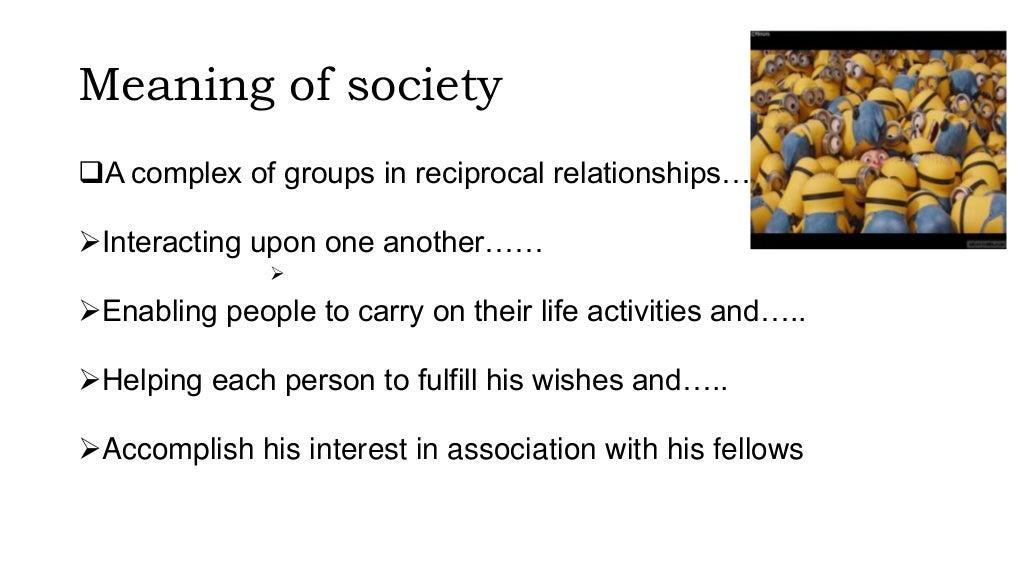 Meaning of society
❑A complex of groups in reciprocal relationships…
➢Interacting upon one another……
➢
➢Enabling people to carry on their life activities and…..
➢Helping each person to fulfill his wishes and…..
➢Accomplish his interest in association with his fellows